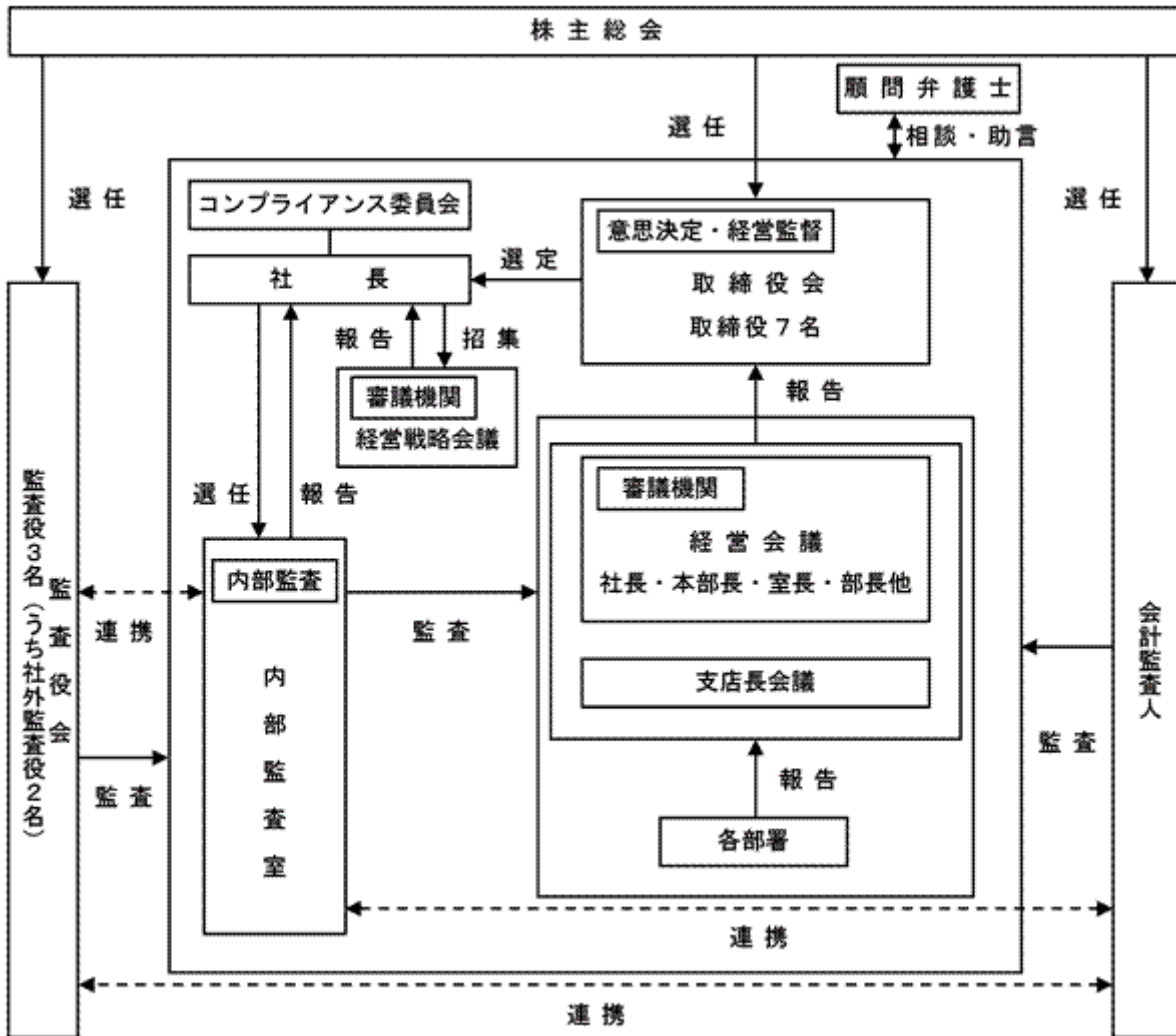 株主総会
顧問弁護士
選任
相談・助言
選任
選任
コンプライアンス委員会
意思決定・経営監督
社長
選定
取締役会
取締役7名
報告
招集
報告
審議機関
経営戦略会議
選任
報告
審議機関
経営会議
社長・本部長・室長・部長他
支店長会議
報告
各部署
内部監査
内部監査室
監査
連携
監査
監査役会
監査役3名(うち社外監査役2名)
会計監査人
監査
連携
連携